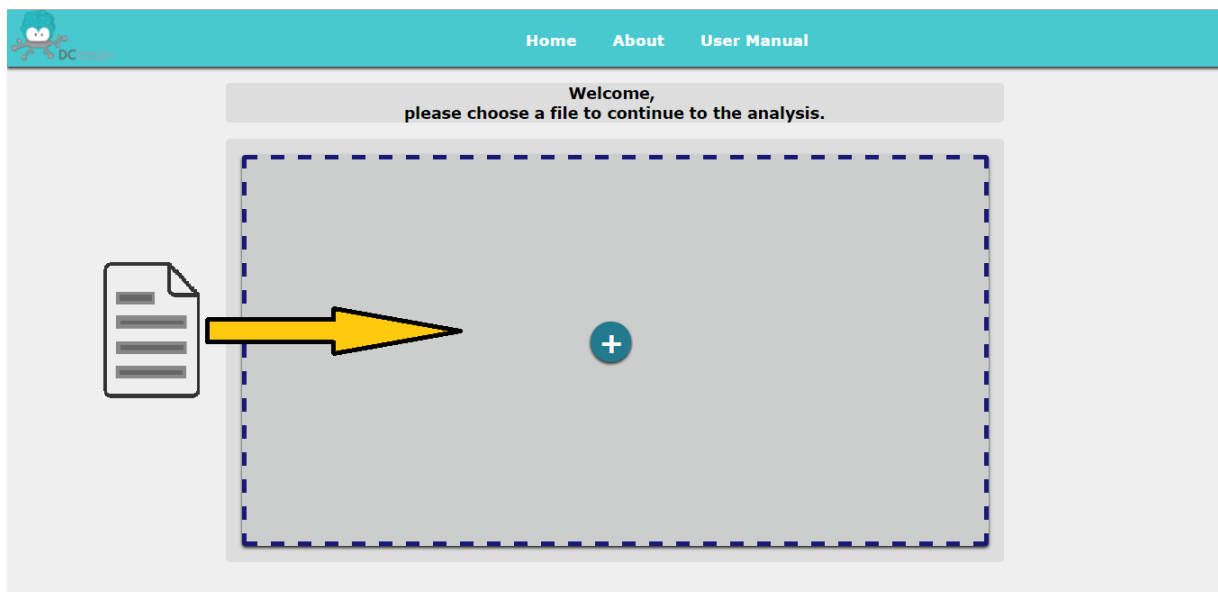 DC
Home About User Manual
Welcome,
please choose a file to continue to the analysis.
+